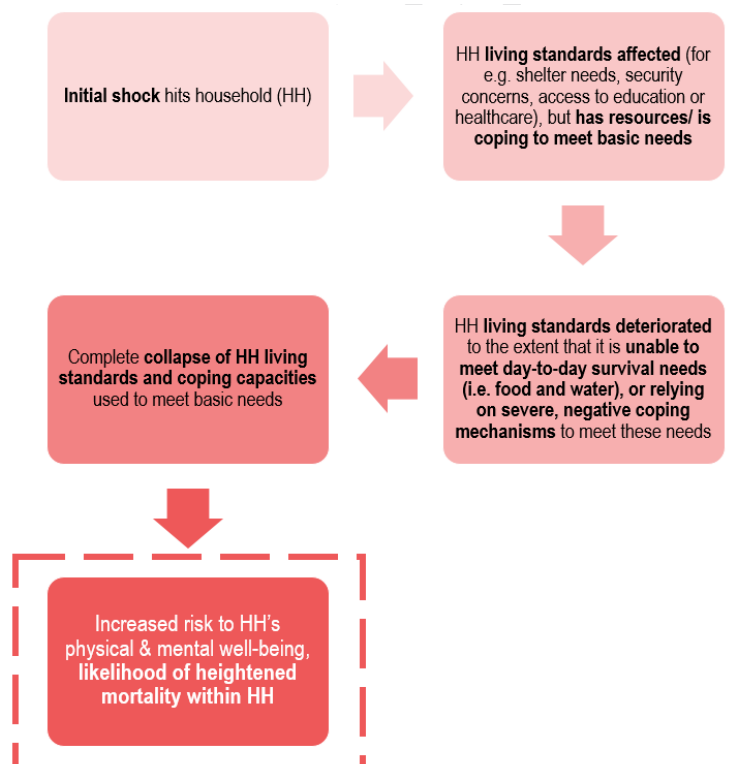 Initial shock hits household (HH)
HH living standards affected (for
e.g. shelter needs, security
concerns, access to education or
healthcare), but has resources/ is
coping to meet basic needs
HH living standards deteriorated
to the extent that it is unable to
meet day-to-day survival needs
(i.e. food and water), or relying
on severe, negative coping
mechanisms to meet these needs
Complete collapse of HH living
standards and coping capacities
used to meet basic needs
Increased risk to HH's
physical & mental well-being,
likelihood of heightened
mortality within HH